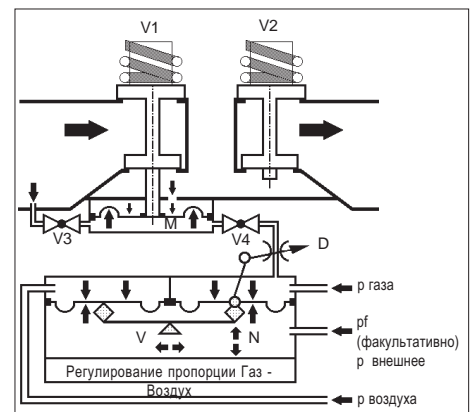 V1
V2
M
V3
V4
D
p газа
pf
(факультативно)
p внешнее
V
N
Регулирование пропорции Газ -
Воздух
p воздуха